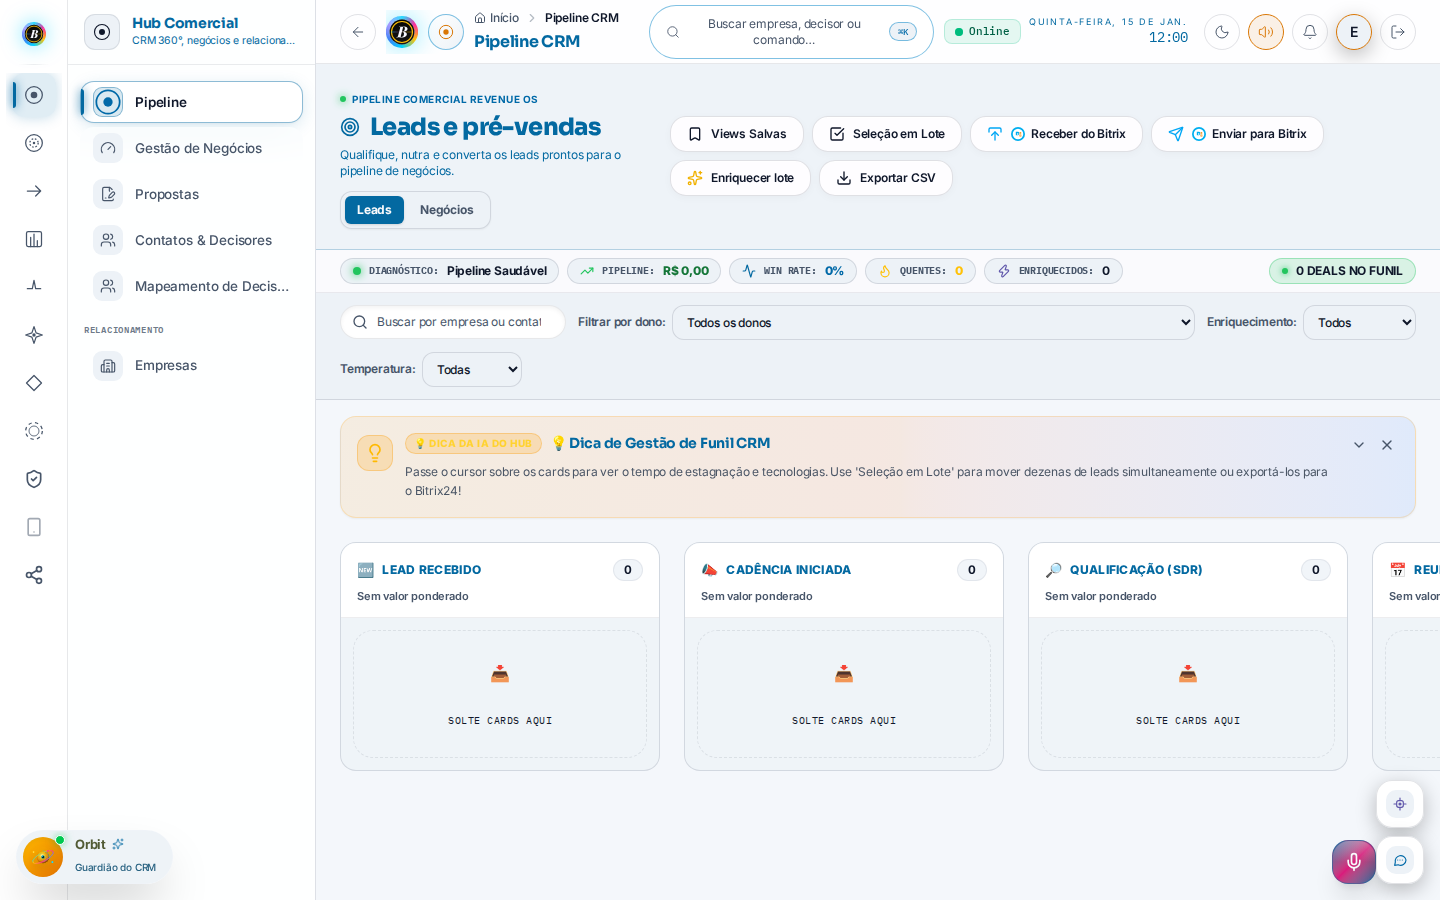 Hub Comercial
CRM 360°, negócios e relaciona...
Pipeline
Gestão de Negócios
Propostas
Contatos & Decisores
Mapeamento de Decis...
RELACIONAMENTO
Empresas
Orbit
Guardião do CRM
Início
Pipeline CRM
Pipeline CRM
Buscar empresa, decisor ou
comando...
⌘K
Online
QUINTA-FEIRA, 15 DE JAN.
12:00
E
PIPELINE COMERCIAL REVENUE OS
Leads e pré-vendas
Qualifique, nutra e converta os leads prontos para o
pipeline de negócios.
Leads
Negócios
Views Salvas
Seleção em Lote
Receber do Bitrix
Enviar para Bitrix
Enriquecer lote
Exportar CSV
DIAGNÓSTICO: Pipeline Saudável
PIPELINE: R$ 0,00
WIN RATE: 0%
QUENTES: 0
ENRIQUECIDOS: 0
0 DEALS NO FUNIL
Buscar por empresa ou contat
Filtrar por dono:
Todos os donos
Enriquecimento:
Todos
Temperatura:
Todas
💡 DICA DA IA DO HUB
💡 Dica de Gestão de Funil CRM
Passe o cursor sobre os cards para ver o tempo de estagnação e tecnologias. Use 'Seleção em Lote' para mover dezenas de leads simultaneamente ou exportá-los para
o Bitrix24!
LEAD RECEBIDO
0
Sem valor ponderado
SOLTE CARDS AQUI
CADÊNCIA INICIADA
0
Sem valor ponderado
SOLTE CARDS AQUI
QUALIFICAÇÃO (SDR)
0
Sem valor ponderado
SOLTE CARDS AQUI
REU
Sem valor